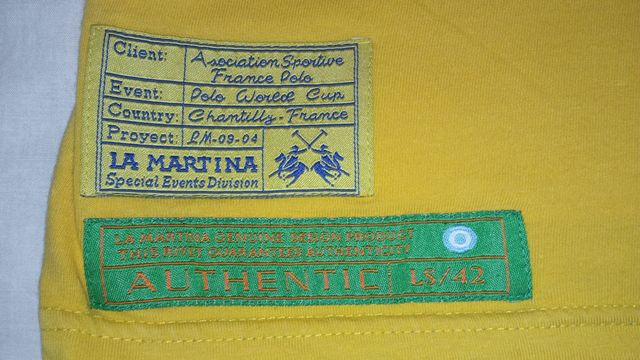 Client: Asociation Sportive
France Polo
Event: Polo World Cup
Country: Chantilly-France
Proyect: LM-09-04
LA MARTINA
Special Events Division
LA MARTINA GENUINE DESIGN PRODUCT
THIS RIVET GUARANTEES AUTHENTICITY
AUTHENTIC LS/42